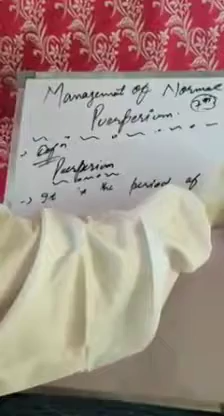 Management of Normal
Puerperium.
→ Defn
Puerperium
→ It is the period of